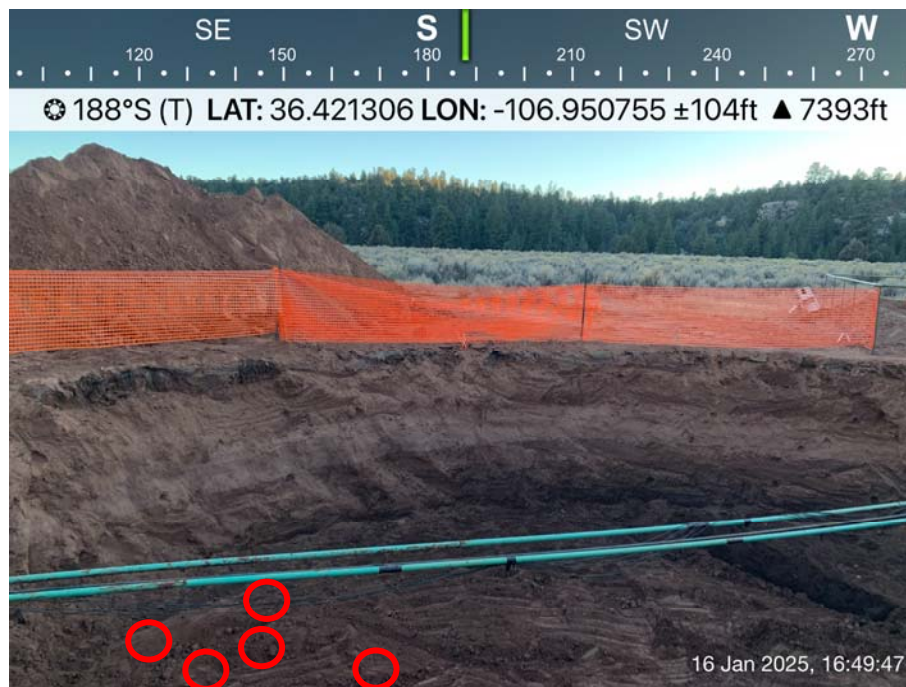 SE S SW W
120 150 180 210 240 270
188°S (T) LAT: 36.421306 LON: -106.950755 ±104ft ▲ 7393ft
16 Jan 2025, 16:49:47